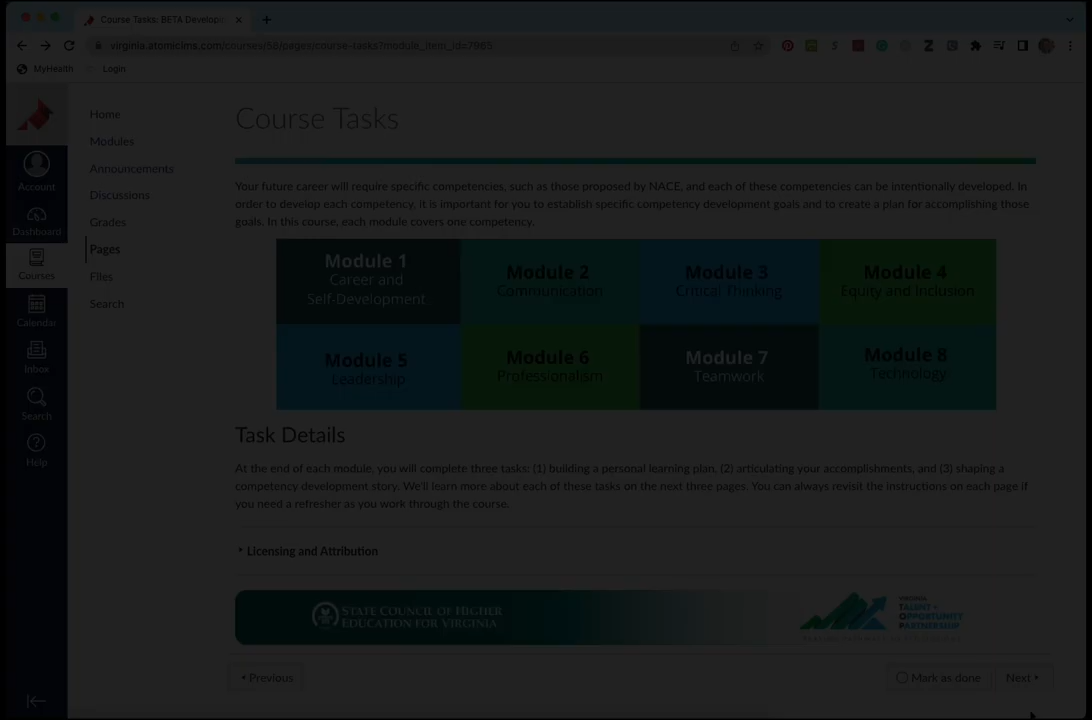 Course Tasks: BETA Developi
virginia.atomicims.com/courses/56/pages/course-tasks?module_item_id=7965
MyHealth
Login
Account
Dashboard
Courses
Calendar
Inbox
Search
Help
Home
Modules
Announcements
Discussions
Grades
Pages
Files
Search
Course Tasks
Your future career will require specific competencies, such as those proposed by NACE, and each of these competencies can be intentionally developed. In
order to develop each competency, it is important for you to establish specific competency development goals and to create a plan for accomplishing those
goals. In this course, each module covers one competency.
Module 1
Career and
Self-Development
Module 2
Communication
Module 3
Critical Thinking
Module 4
Equity and Inclusion
Module 5
Leadership
Module 6
Professionalism
Module 7
Teamwork
Module 8
Technology
Task Details
At the end of each module, you will complete three tasks: (1) building a personal learning plan, (2) articulating your accomplishments, and (3) shaping a
competency development story. We'll learn more about each of these tasks on the next three pages. You can always revisit the instructions on each page if
you need a refresher as you work through the course.
Licensing and Attribution
STATE COUNCIL OF HIGHER
EDUCATION FOR VIRGINIA
VIRGINIA
TALENT +
OPPORTUNITY
PARTNERSHIP
Previous
Mark as done
Next